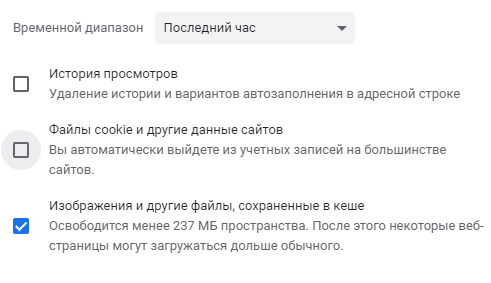 Временной диапазон Последний час
История просмотров
Удаление истории и вариантов автозаполнения в адресной строке
Файлы cookie и другие данные сайтов
Вы автоматически выйдете из учетных записей на большинстве
сайтов.
Изображения и другие файлы, сохраненные в кеше
Освободится менее 237 МБ пространства. После этого некоторые веб-
страницы могут загружаться дольше обычного.